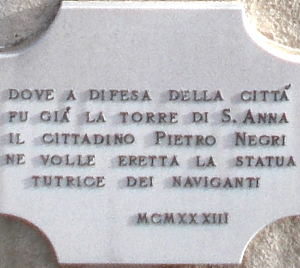 DOVE A DIFESA DELLA CITTÁ
FU GIÁ LA TORRE DI S. ANNA
IL CITTADINO PIETRO NEGRI
NE VOLLE ERETTA LA STATUA
TUTRICE DEI NAVIGANTI
MCMXXXIII